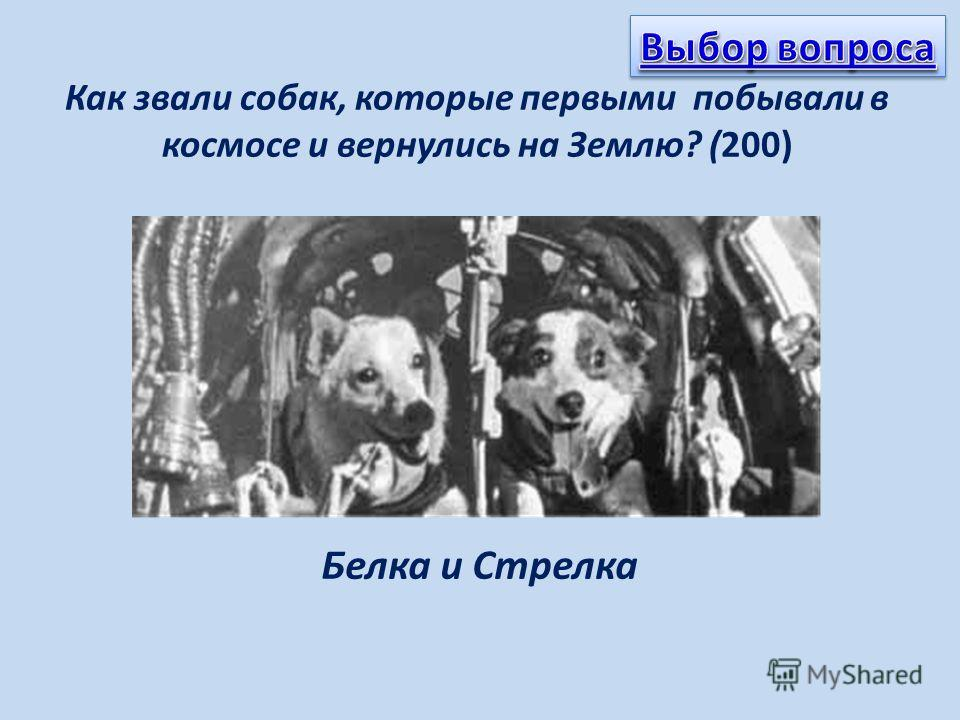 Выбор вопроса
Как звали собак, которые первыми побывали в
космосе и вернулись на Землю? (200)
Белка и Стрелка
MyShared